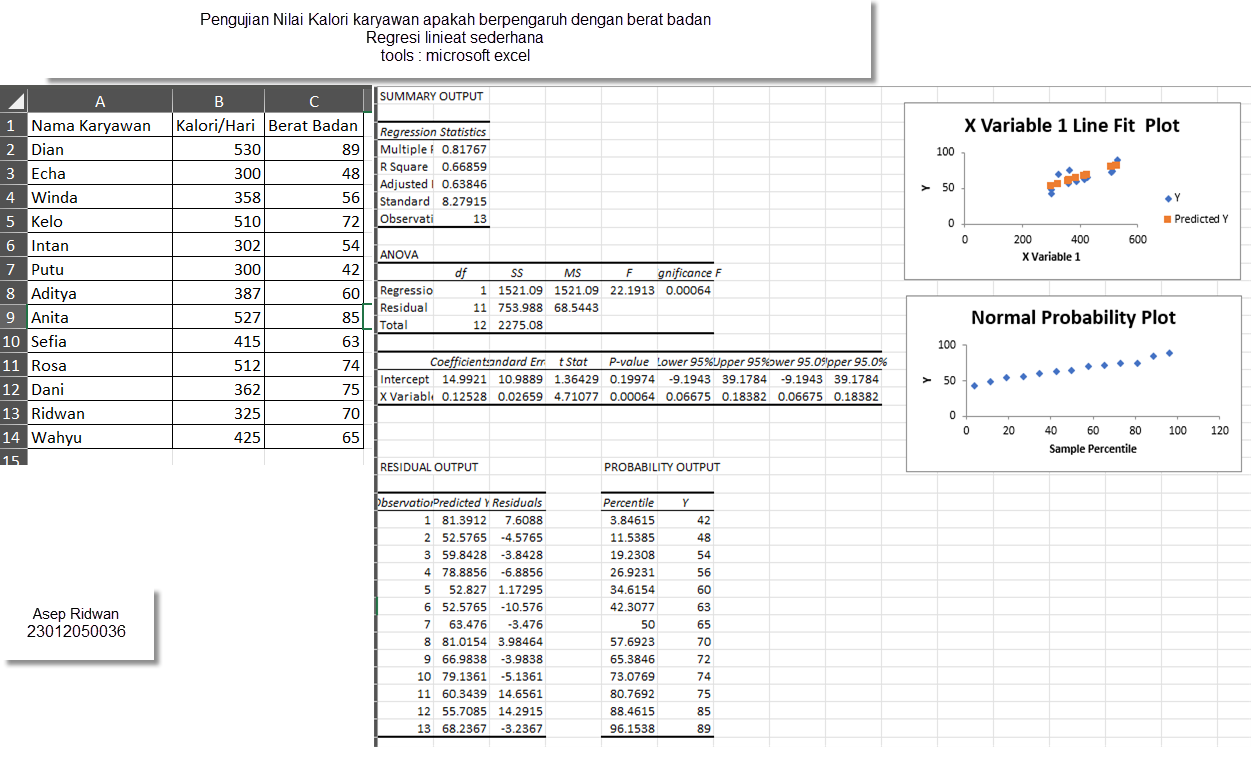 Pengujian Nilai Kalori karyawan apakah berpengaruh dengan berat badan
Regresi linieat sederhana
tools : microsoft excel
A B C
1 Nama Karyawan Kalori/Hari Berat Badan
2 Dian 530 89
3 Echa 300 48
4 Winda 358 56
5 Kelo 510 72
6 Intan 302 54
7 Putu 300 42
8 Aditya 387 60
9 Anita 527 85
10 Sefia 415 63
11 Rosa 512 74
12 Dani 362 75
13 Ridwan 325 70
14 Wahyu 425 65
15
Asep Ridwan
23012050036
SUMMARY OUTPUT
Regression Statistics
Multiple 0.81767
R Square 0.66859
Adjusted 0.63846
Standard 8.27915
Observati 13
ANOVA
df SS MS F gnificance F
Regressio 1 1521.09 1521.09 22.1913 0.00064
Residual 11 753.988 68.5443
Total 12 2275.08
Coefficients andard Err t Stat P-value Lower 95% Upper 95% ower 95.0% pper 95.0%
Intercept 14.9921 10.9889 1.36429 0.19974 -9.1943 39.1784 -9.1943 39.1784
X Variabl 0.12528 0.02659 4.71077 0.00064 0.06675 0.18382 0.06675 0.18382
RESIDUAL OUTPUT
Observation Predicted Y Residuals
1 81.3912 7.6088
2 52.5765 -4.5765
3 59.8428 -3.8428
4 78.8856 -6.8856
5 52.827 1.17295
6 52.5765 -10.576
7 63.476 -3.476
8 81.0154 3.98464
9 66.9838 -3.9838
10 79.1361 -5.1361
11 60.3439 14.6561
12 55.7085 14.2915
13 68.2367 -3.2367
PROBABILITY OUTPUT
Percentile Y
3.84615 42
11.5385 48
19.2308 54
26.9231 56
34.6154 60
42.3077 63
50 65
57.6923 70
65.3846 72
73.0769 74
80.7692 75
88.4615 85
96.1538 89
X Variable 1 Line Fit Plot
100
50
0
Y
0 200 400 600
X Variable 1
Y
Predicted Y
Normal Probability Plot
100
50
0
Y
0 20 40 60 80 100 120
Sample Percentile